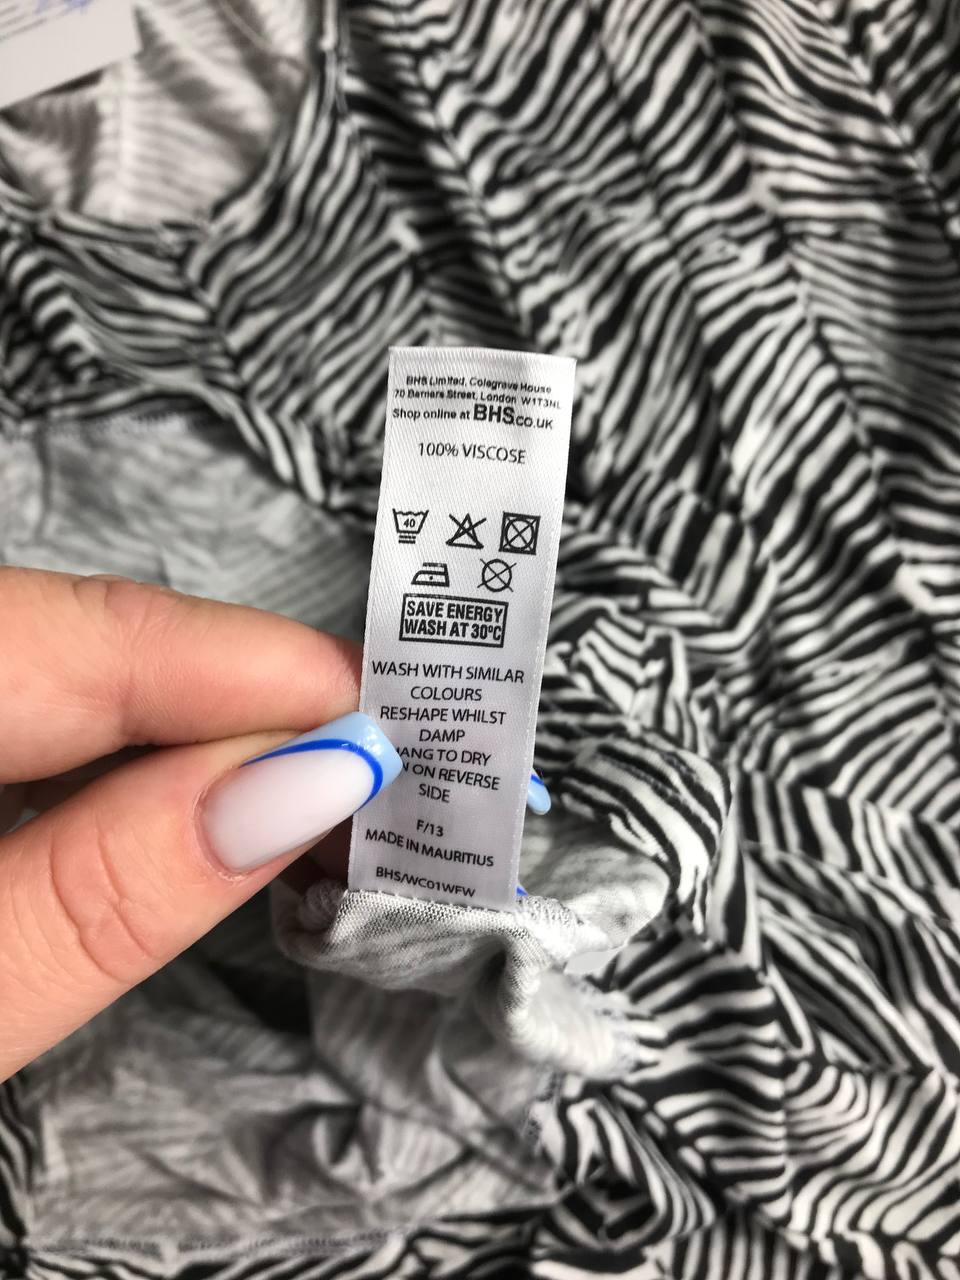 BHS Limited, Colegrave House
70 Berners Street, London W1T3NL
Shop online at BHS.CO.UK
100% VISCOSE
40
SAVE ENERGY
WASH AT 30ºC
WASH WITH SIMILAR
COLOURS
RESHAPE WHILST
DAMP
HANG TO DRY
ON REVERSE
SIDE
F/13
MADE IN MAURITIUS
BHS/WC01WFW